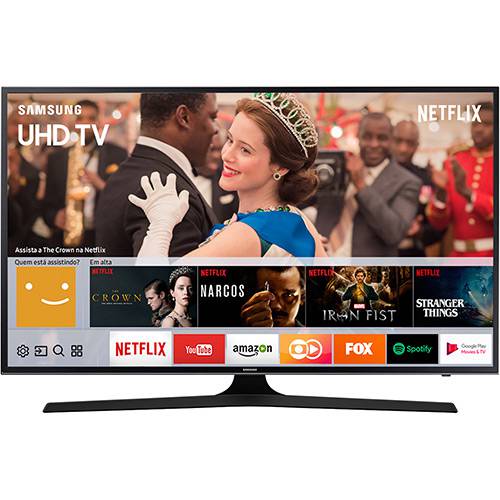 SAMSUNG
UHD TV
NETFLIX
Assista a The Crown na Netflix
Quem está assistindo? Em alta
NETFLIX
THE
CROWN
NETFLIX
NARCOS
NETFLIX
IRON FIST
NETFLIX
STRANGER
THINGS
NETFLIX YouTube amazon FOX Spotify Google Play
Movies & TV
SAMSUNG